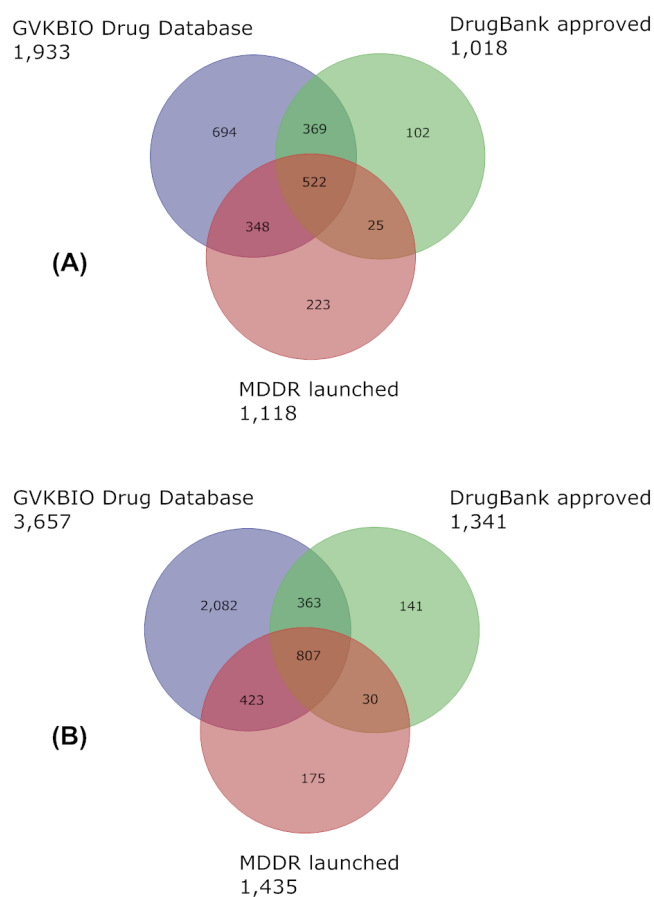 GVKBIO Drug Database
1,933
DrugBank approved
1,018
694
369
102
522
348
25
(A)
223
MDDR launched
1,118
GVKBIO Drug Database
3,657
DrugBank approved
1,341
2,082
363
141
807
423
30
(B)
175
MDDR launched
1,435